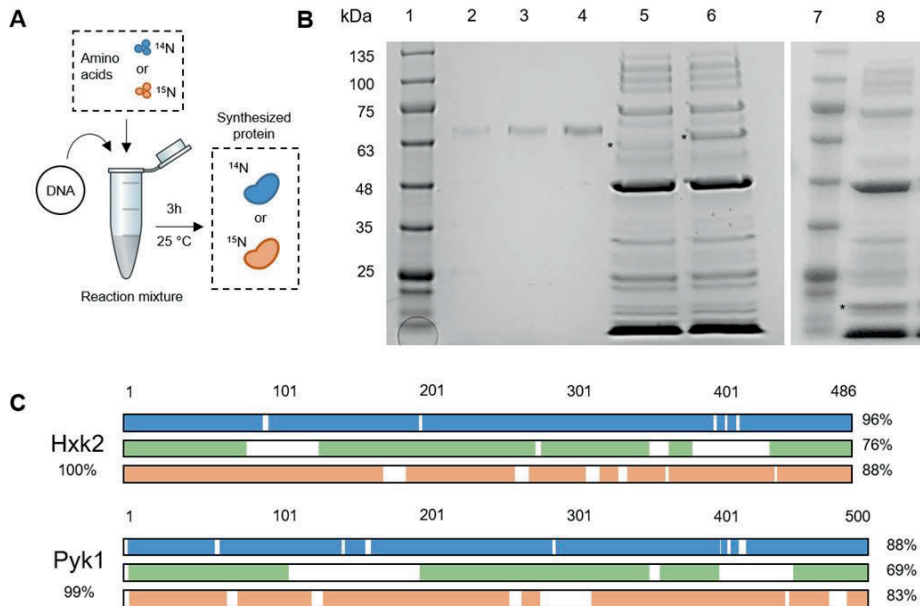 A
Amino
acids
14N
or
15N
DNA
3h
25 °C
Reaction mixture
Synthesized
protein
14N
or
15N
B
kDa 1 2 3 4 5 6 7 8
135
100
75
63
48
35
25
*
*
*
C
1 101 201 301 401 486
Hxk2
100%
96%
76%
88%
1 101 201 301 401 500
Pyk1
99%
88%
69%
83%